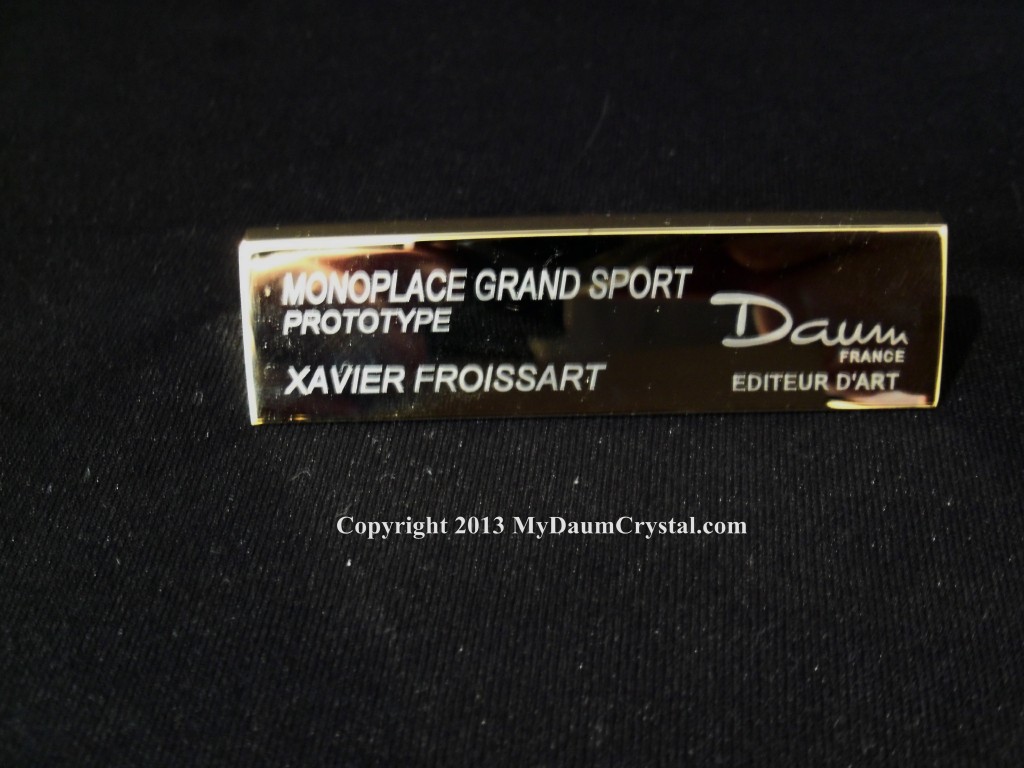 MONOPLACE GRAND SPORT
PROTOTYPE
XAVIER FROISSART
Daum
FRANCE
EDITEUR D'ART
Copyright 2013 MyDaumCrystal.com